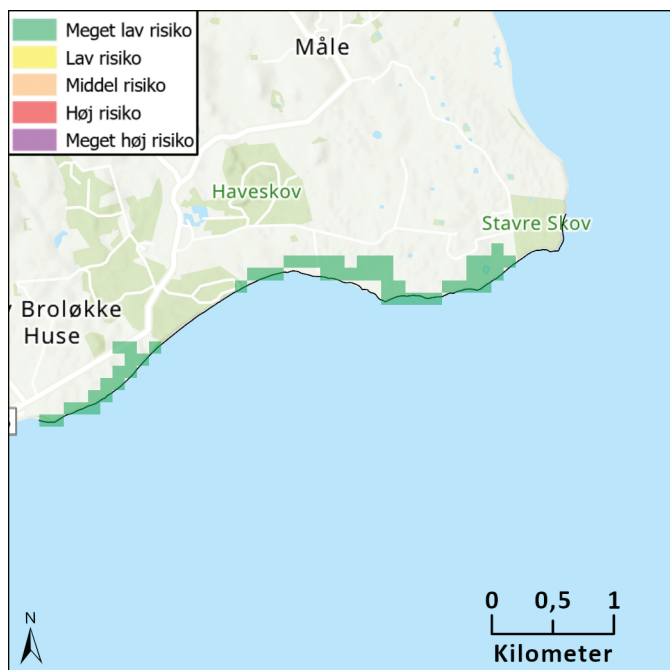 Meget lav risiko
Lav risiko
Middel risiko
Høj risiko
Meget høj risiko
Måle
Haveskov
Stavre Skov
Broløkke
Huse
N
0 0,5 1
Kilometer